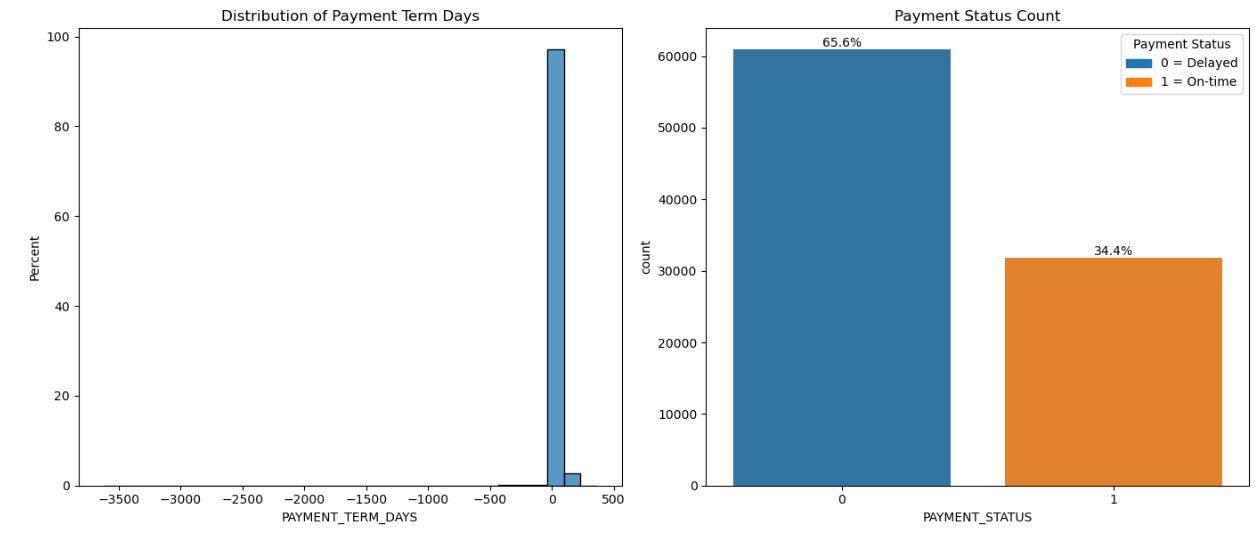 Distribution of Payment Term Days
100
80
60
40
20
0
Percent
−3500 −3000 −2500 −2000 −1500 −1000 −500 0 500
PAYMENT_TERM_DAYS
Payment Status Count
60000
50000
40000
30000
20000
10000
0
count
65.6%
34.4%
Payment Status
0 = Delayed
1 = On-time
0 1
PAYMENT_STATUS